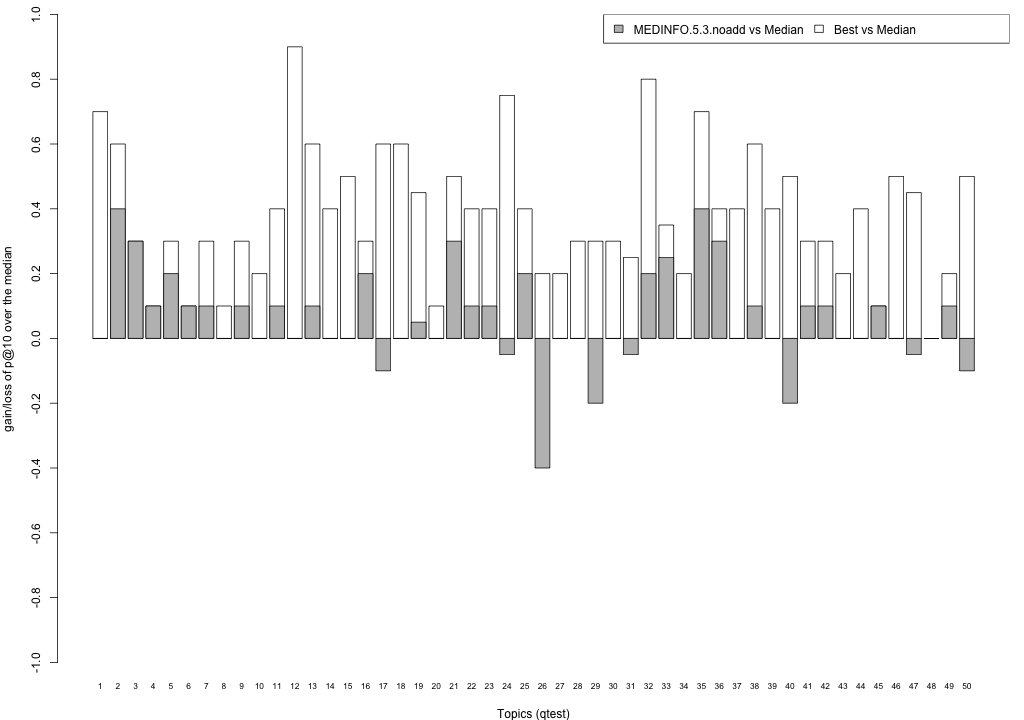 MEDINFO.5.3.noadd vs Median Best vs Median
gain/loss of p@10 over the median
1.0
0.8
0.6
0.4
0.2
0.0
-0.2
-0.4
-0.6
-0.8
-1.0
1 2 3 4 5 6 7 8 9 10 11 12 13 14 15 16 17 18 19 20 21 22 23 24 25 26 27 28 29 30 31 32 33 34 35 36 37 38 39 40 41 42 43 44 45 46 47 48 49 50
Topics (qtest)